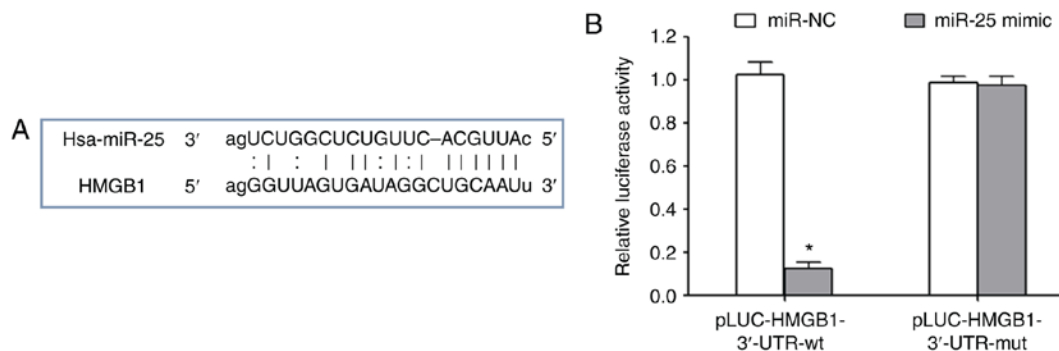 A
Hsa-miR-25 3′ agUCUGGCUCUGUUC–ACGUUAc 5′
: | : | | | : | : | | | | | | |
HMGB1 5′ agGGUUAGUGAUAGGCUGCAAUu 3′
B
miR-NC miR-25 mimic
Relative luciferase activity
1.2
1.0
0.8
0.6
0.4
0.2
0.0
*
pLUC-HMGB1-
3′-UTR-wt
pLUC-HMGB1-
3′-UTR-mut